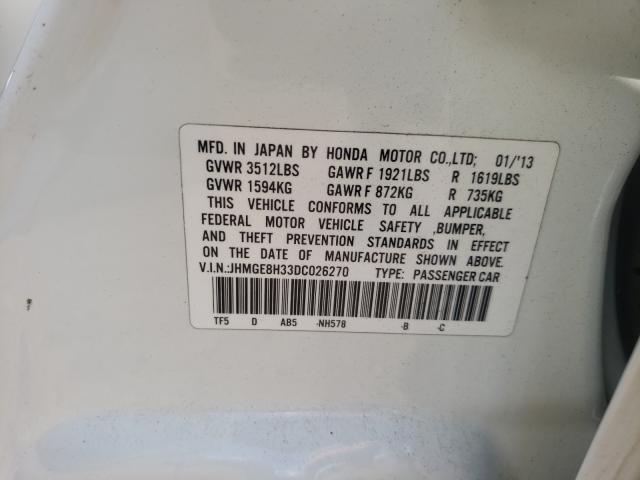 MFD. IN JAPAN BY HONDA MOTOR CO.,LTD; 01/'13
GVWR 3512LBS GAWR F 1921LBS R 1619LBS
GVWR 1594KG GAWR F 872KG R 735KG
THIS VEHICLE CONFORMS TO ALL APPLICABLE
FEDERAL MOTOR VEHICLE SAFETY ,BUMPER,
AND THEFT PREVENTION STANDARDS IN EFFECT
ON THE DATE OF MANUFACTURE SHOWN ABOVE.
V.I.N.:JHMGE8H33DC026270 TYPE: PASSENGER CAR
TF5 D AB5 -NH578 -B -C